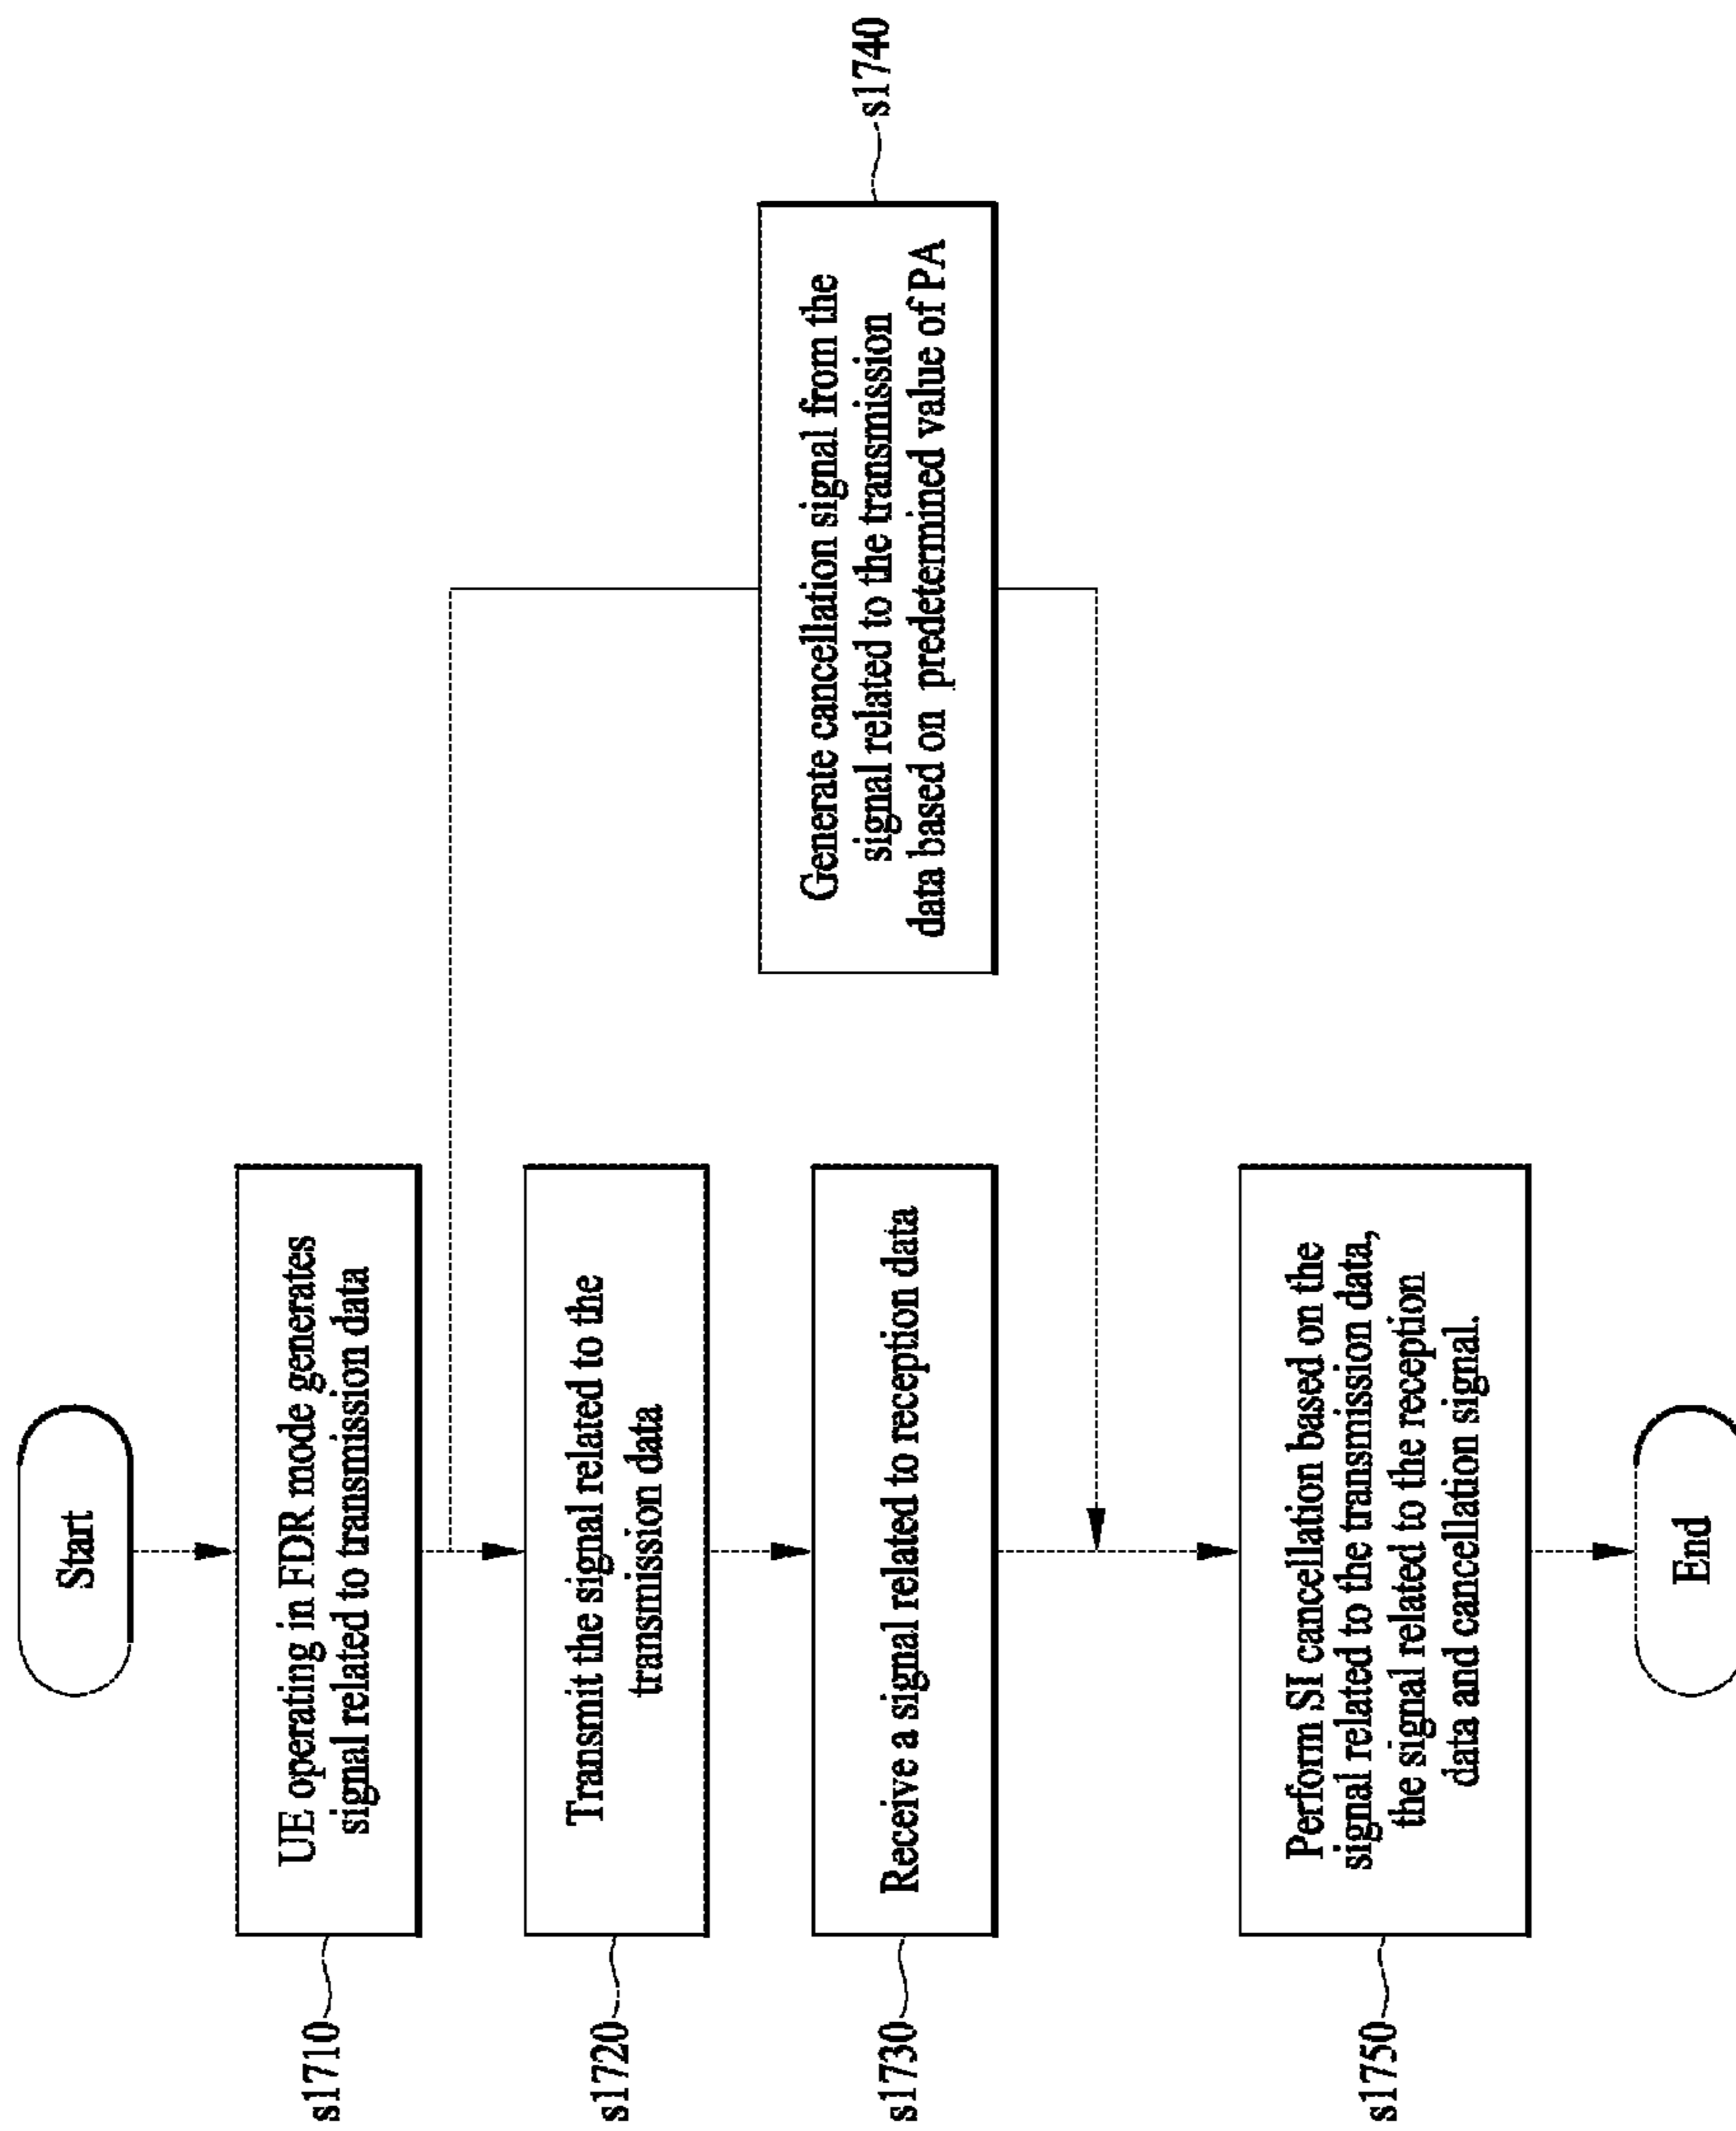 Start
s1710
UE operating in FDR mode generates
signal related to transmission data
s1720
Transmit the signal related to the
transmission data
s1730
Receive a signal related to reception data
Generate cancellation signal from the
signal related to the transmission
data based on predetermined value of PA
s1740
s1750
Perform SI cancellation based on the
signal related to the transmission data,
the signal related to the reception
data and cancellation signal.
End